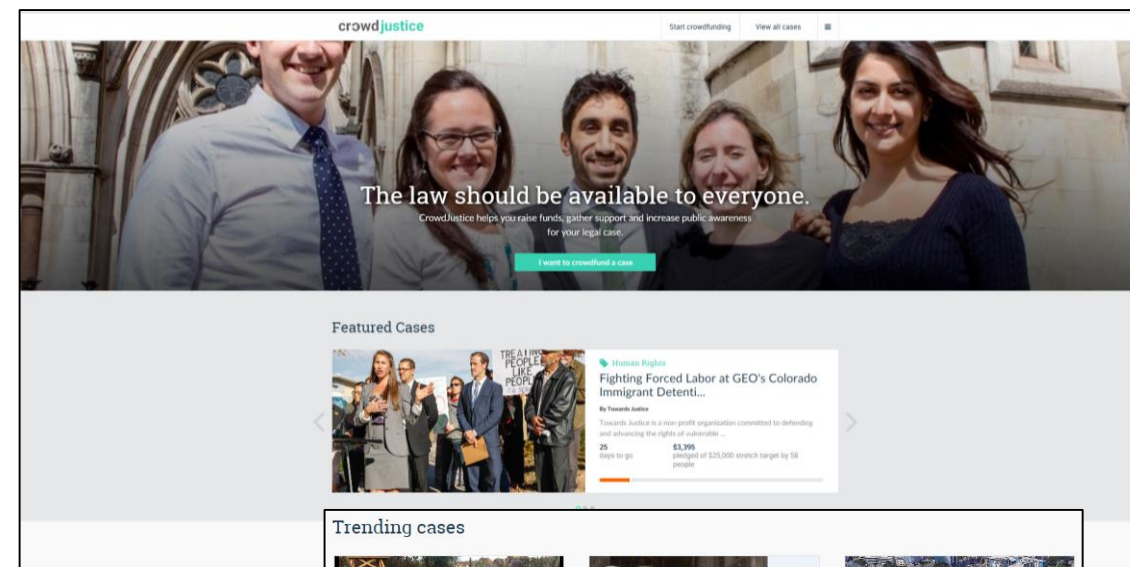 crowdjustice
Start crowdfunding
View all cases
The law should be available to everyone.
CrowdJustice helps you raise funds, gather support and increase public awareness
for your legal case.
I want to crowdfund a case
Featured Cases
TREATING
PEOPLE
LIKE
PEOPL
Human Rights
Fighting Forced Labor at GEO's Colorado
Immigrant Detenti...
By Towards Justice
Towards Justice is a non-profit organization committed to defending
and advancing the rights of vulnerable ...
25
days to go
$3,395
pledged of $25,000 stretch target by 58
people
Trending cases